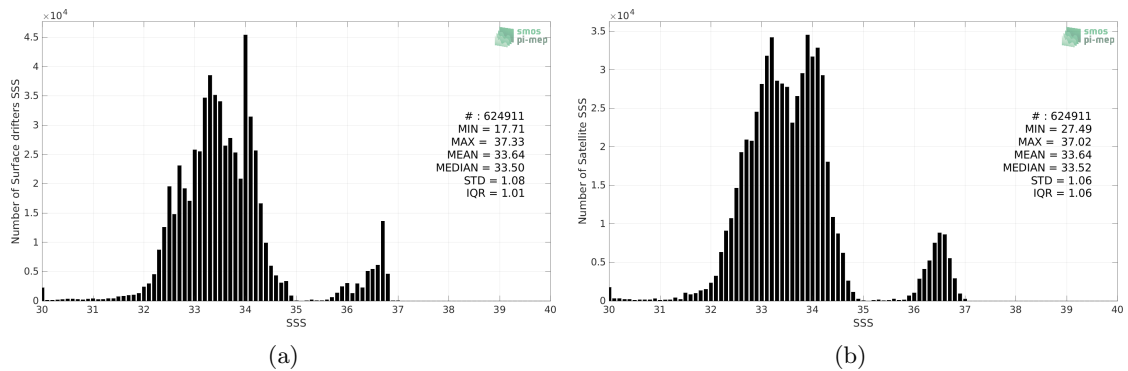 ×10⁴
4.5
4
3.5
3
2.5
2
1.5
1
0.5
0
Number of Surface drifters SSS
30 31 32 33 34 35 36 37 38 39 40
SSS
smos
pi-mep
# : 624911
MIN = 17.71
MAX = 37.33
MEAN = 33.64
MEDIAN = 33.50
STD = 1.08
IQR = 1.01
(a)
×10⁴
3.5
3
2.5
2
1.5
1
0.5
0
Number of Satellite SSS
30 31 32 33 34 35 36 37 38 39 40
SSS
smos
pi-mep
# : 624911
MIN = 27.49
MAX = 37.02
MEAN = 33.64
MEDIAN = 33.52
STD = 1.06
IQR = 1.06
(b)